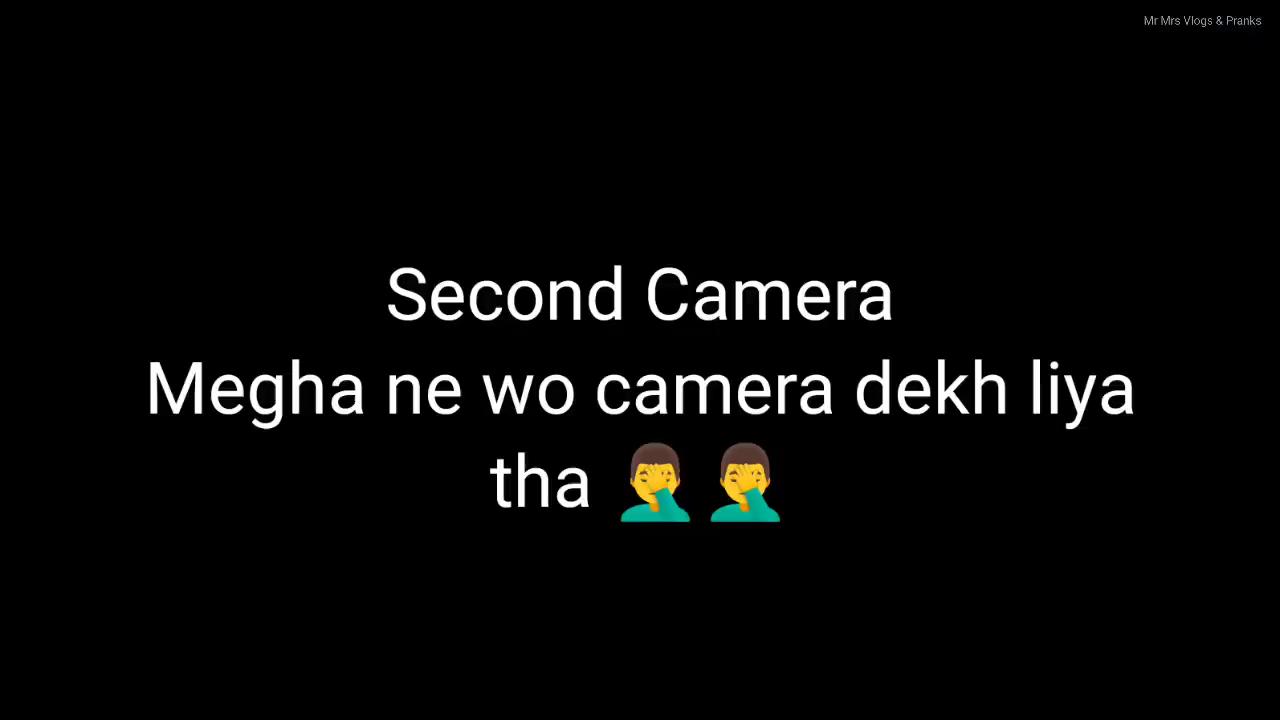 Mr Mrs Vlogs & Pranks
Second Camera
Megha ne wo camera dekh liya
tha 🤦‍♂️ 🤦‍♂️